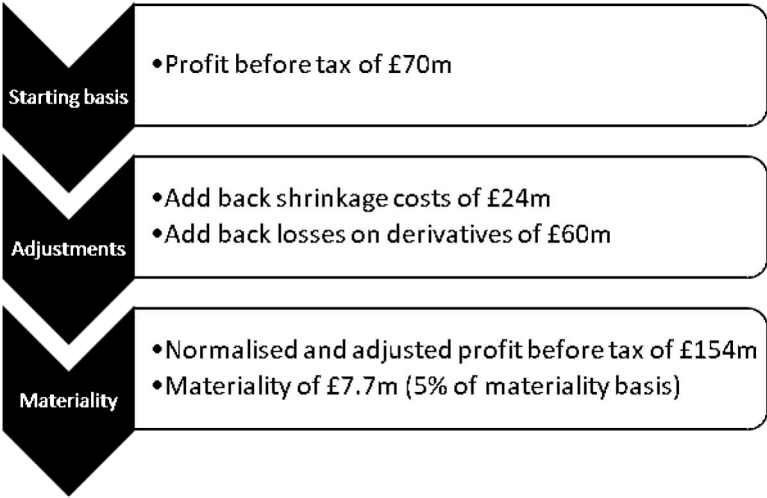 Starting basis
•Profit before tax of £70m
Adjustments
•Add back shrinkage costs of £24m
•Add back losses on derivatives of £60m
Materiality
•Normalised and adjusted profit before tax of £154m
•Materiality of £7.7m (5% of materiality basis)